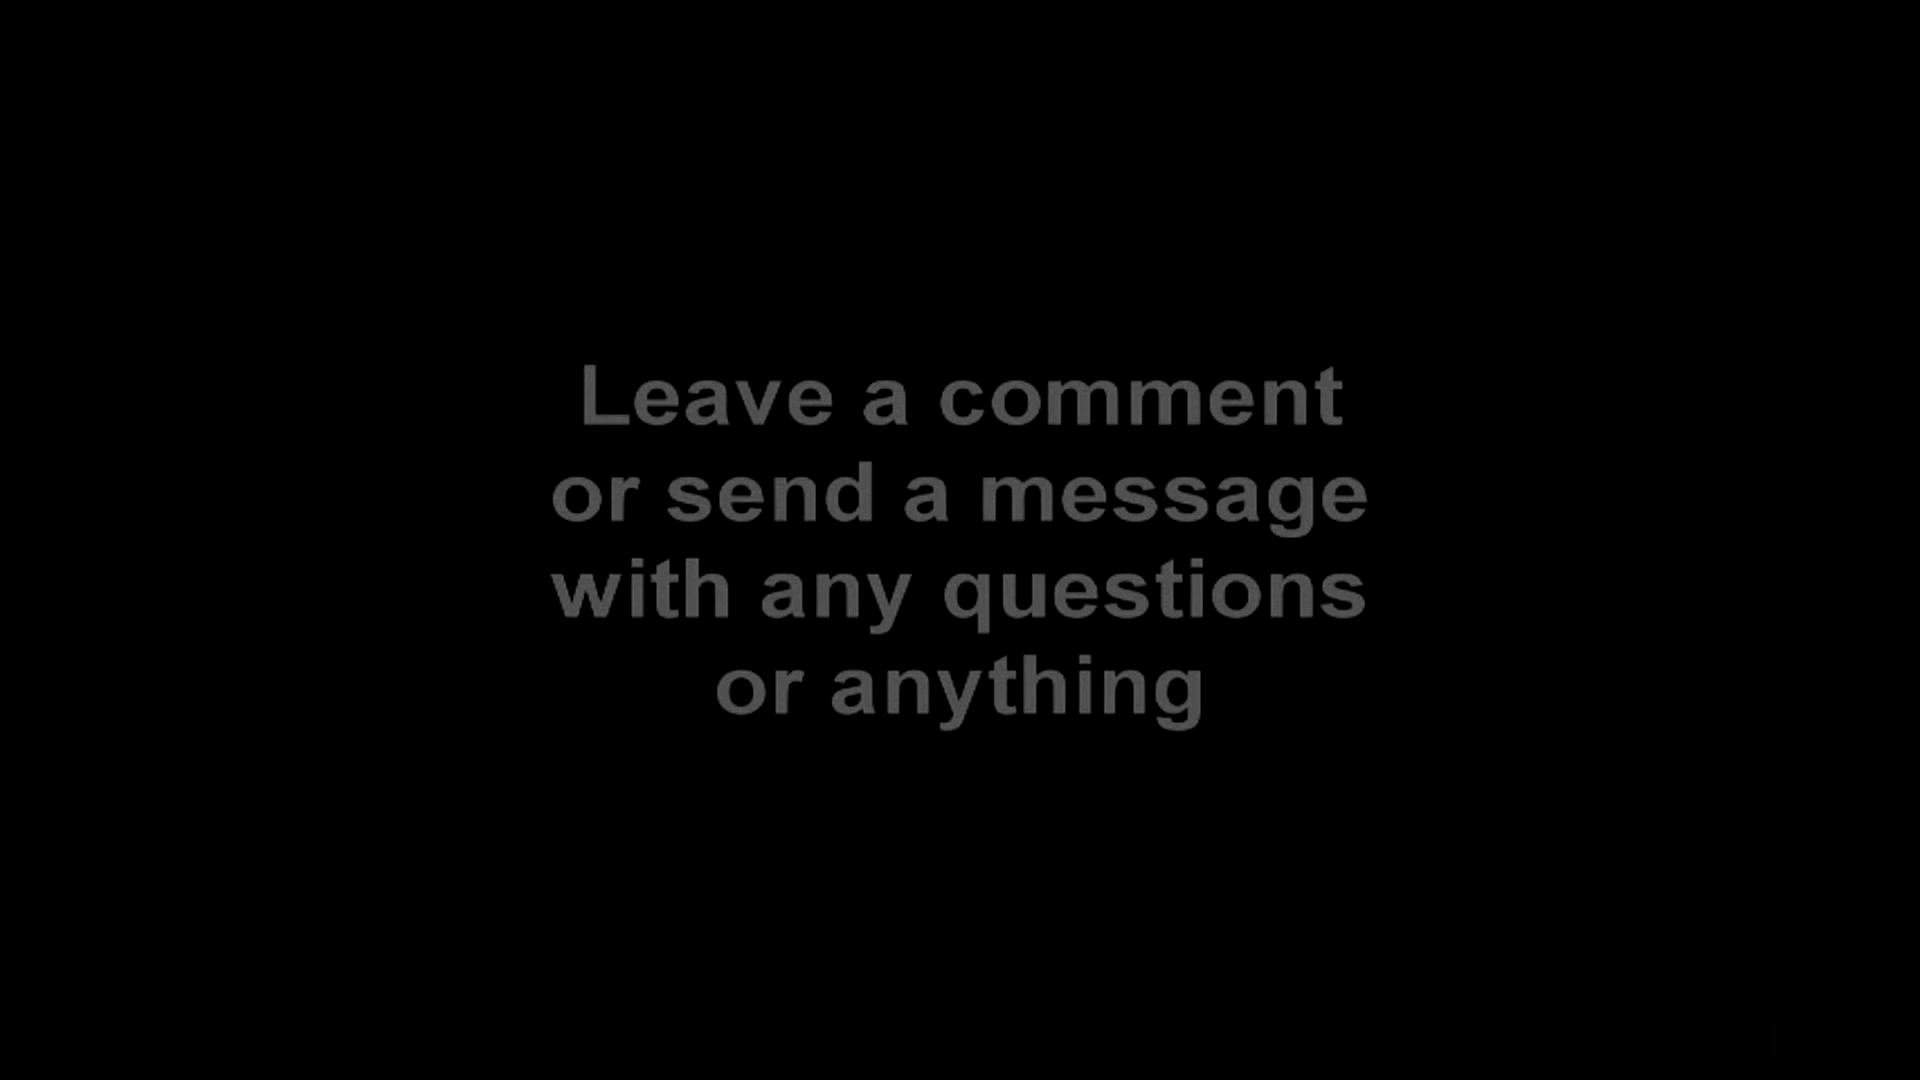 Leave a comment
or send a message
with any questions
or anything